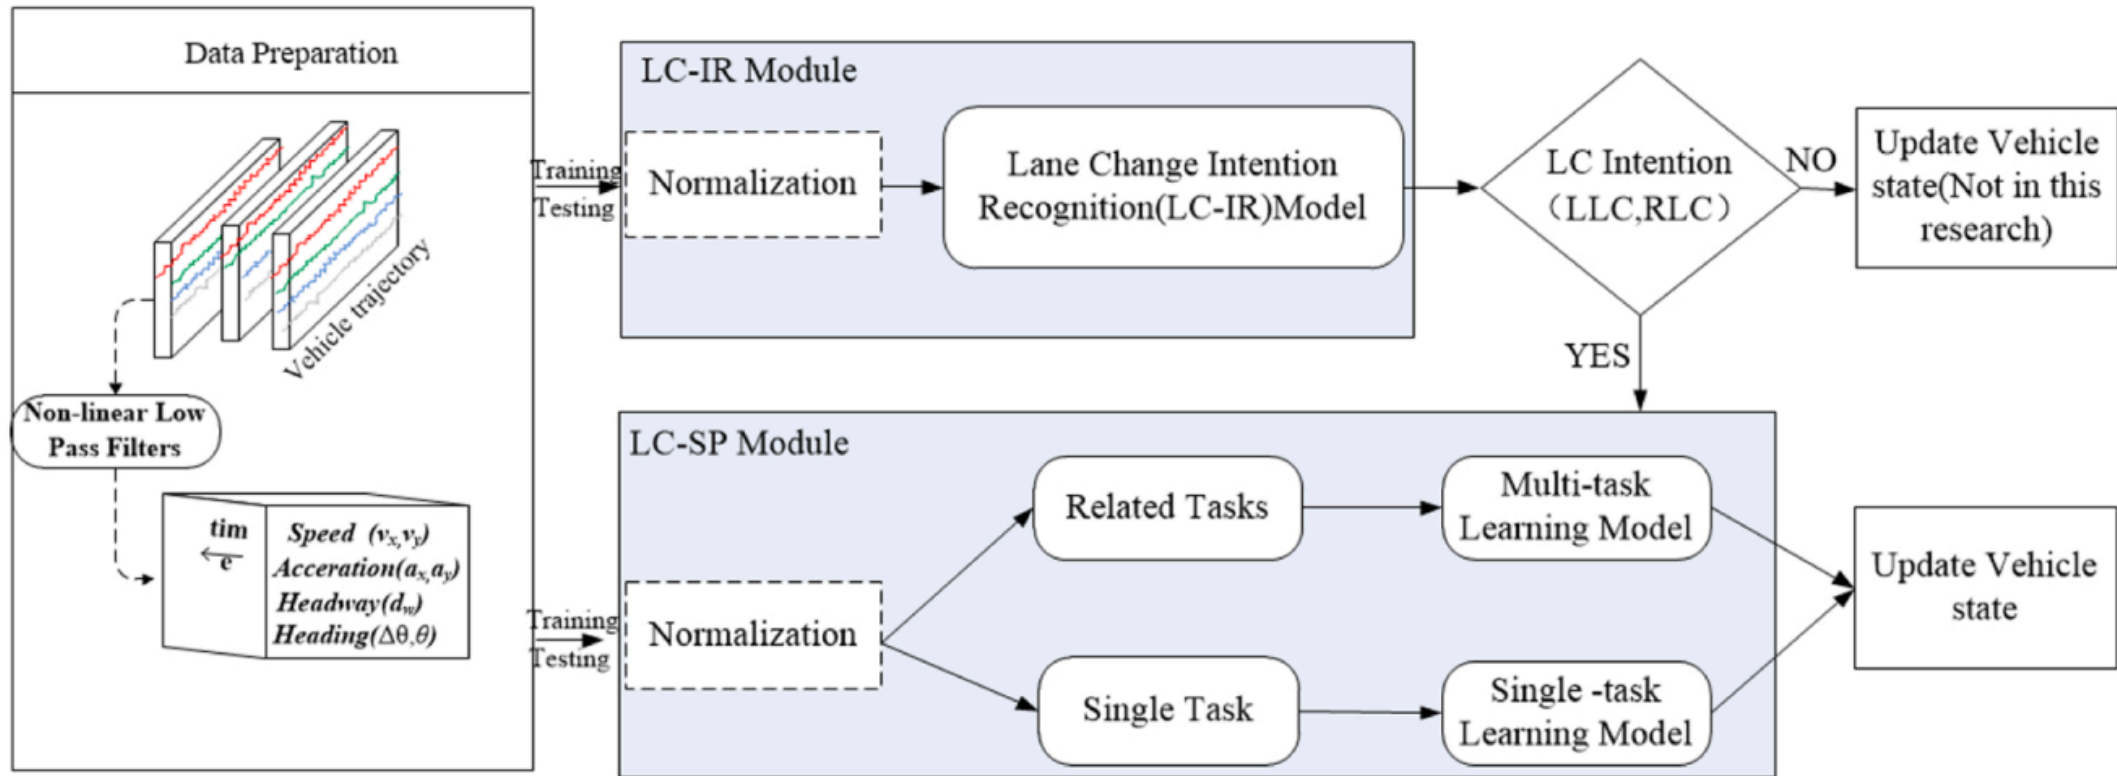 Data Preparation
Vehicle trajectory
Non-linear Low
Pass Filters
tim
e
Speed (vx,vy)
Acceration(ax,ay)
Headway(dw)
Heading(Δθ,θ)
Training
Testing
LC-IR Module
Normalization
Lane Change Intention
Recognition(LC-IR)Model
LC Intention
（LLC,RLC）
NO
Update Vehicle
state(Not in this
research)
YES
Training
Testing
LC-SP Module
Normalization
Related Tasks
Multi-task
Learning Model
Single Task
Single -task
Learning Model
Update Vehicle
state